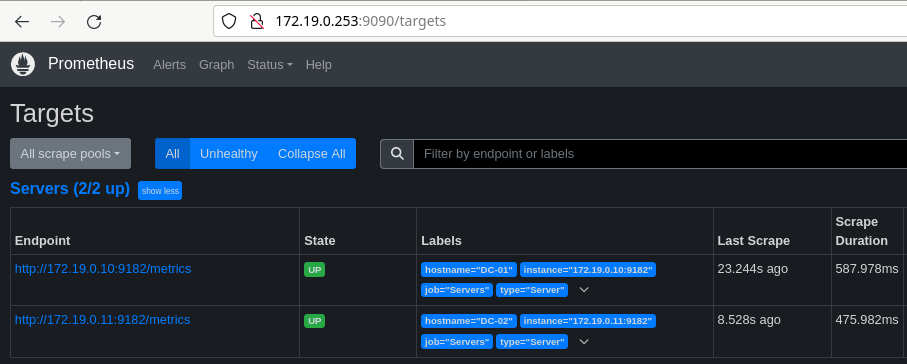 172.19.0.253:9090/targets
Prometheus Alerts Graph Status Help
Targets
All scrape pools All Unhealthy Collapse All Filter by endpoint or labels
Servers (2/2 up) show less
Endpoint State Labels Last Scrape Scrape Duration
http://172.19.0.10:9182/metrics UP hostname="DC-01" instance="172.19.0.10:9182" 23.244s ago 587.978ms
job="Servers" type="Server"
http://172.19.0.11:9182/metrics UP hostname="DC-02" instance="172.19.0.11:9182" 8.528s ago 475.982ms
job="Servers" type="Server"